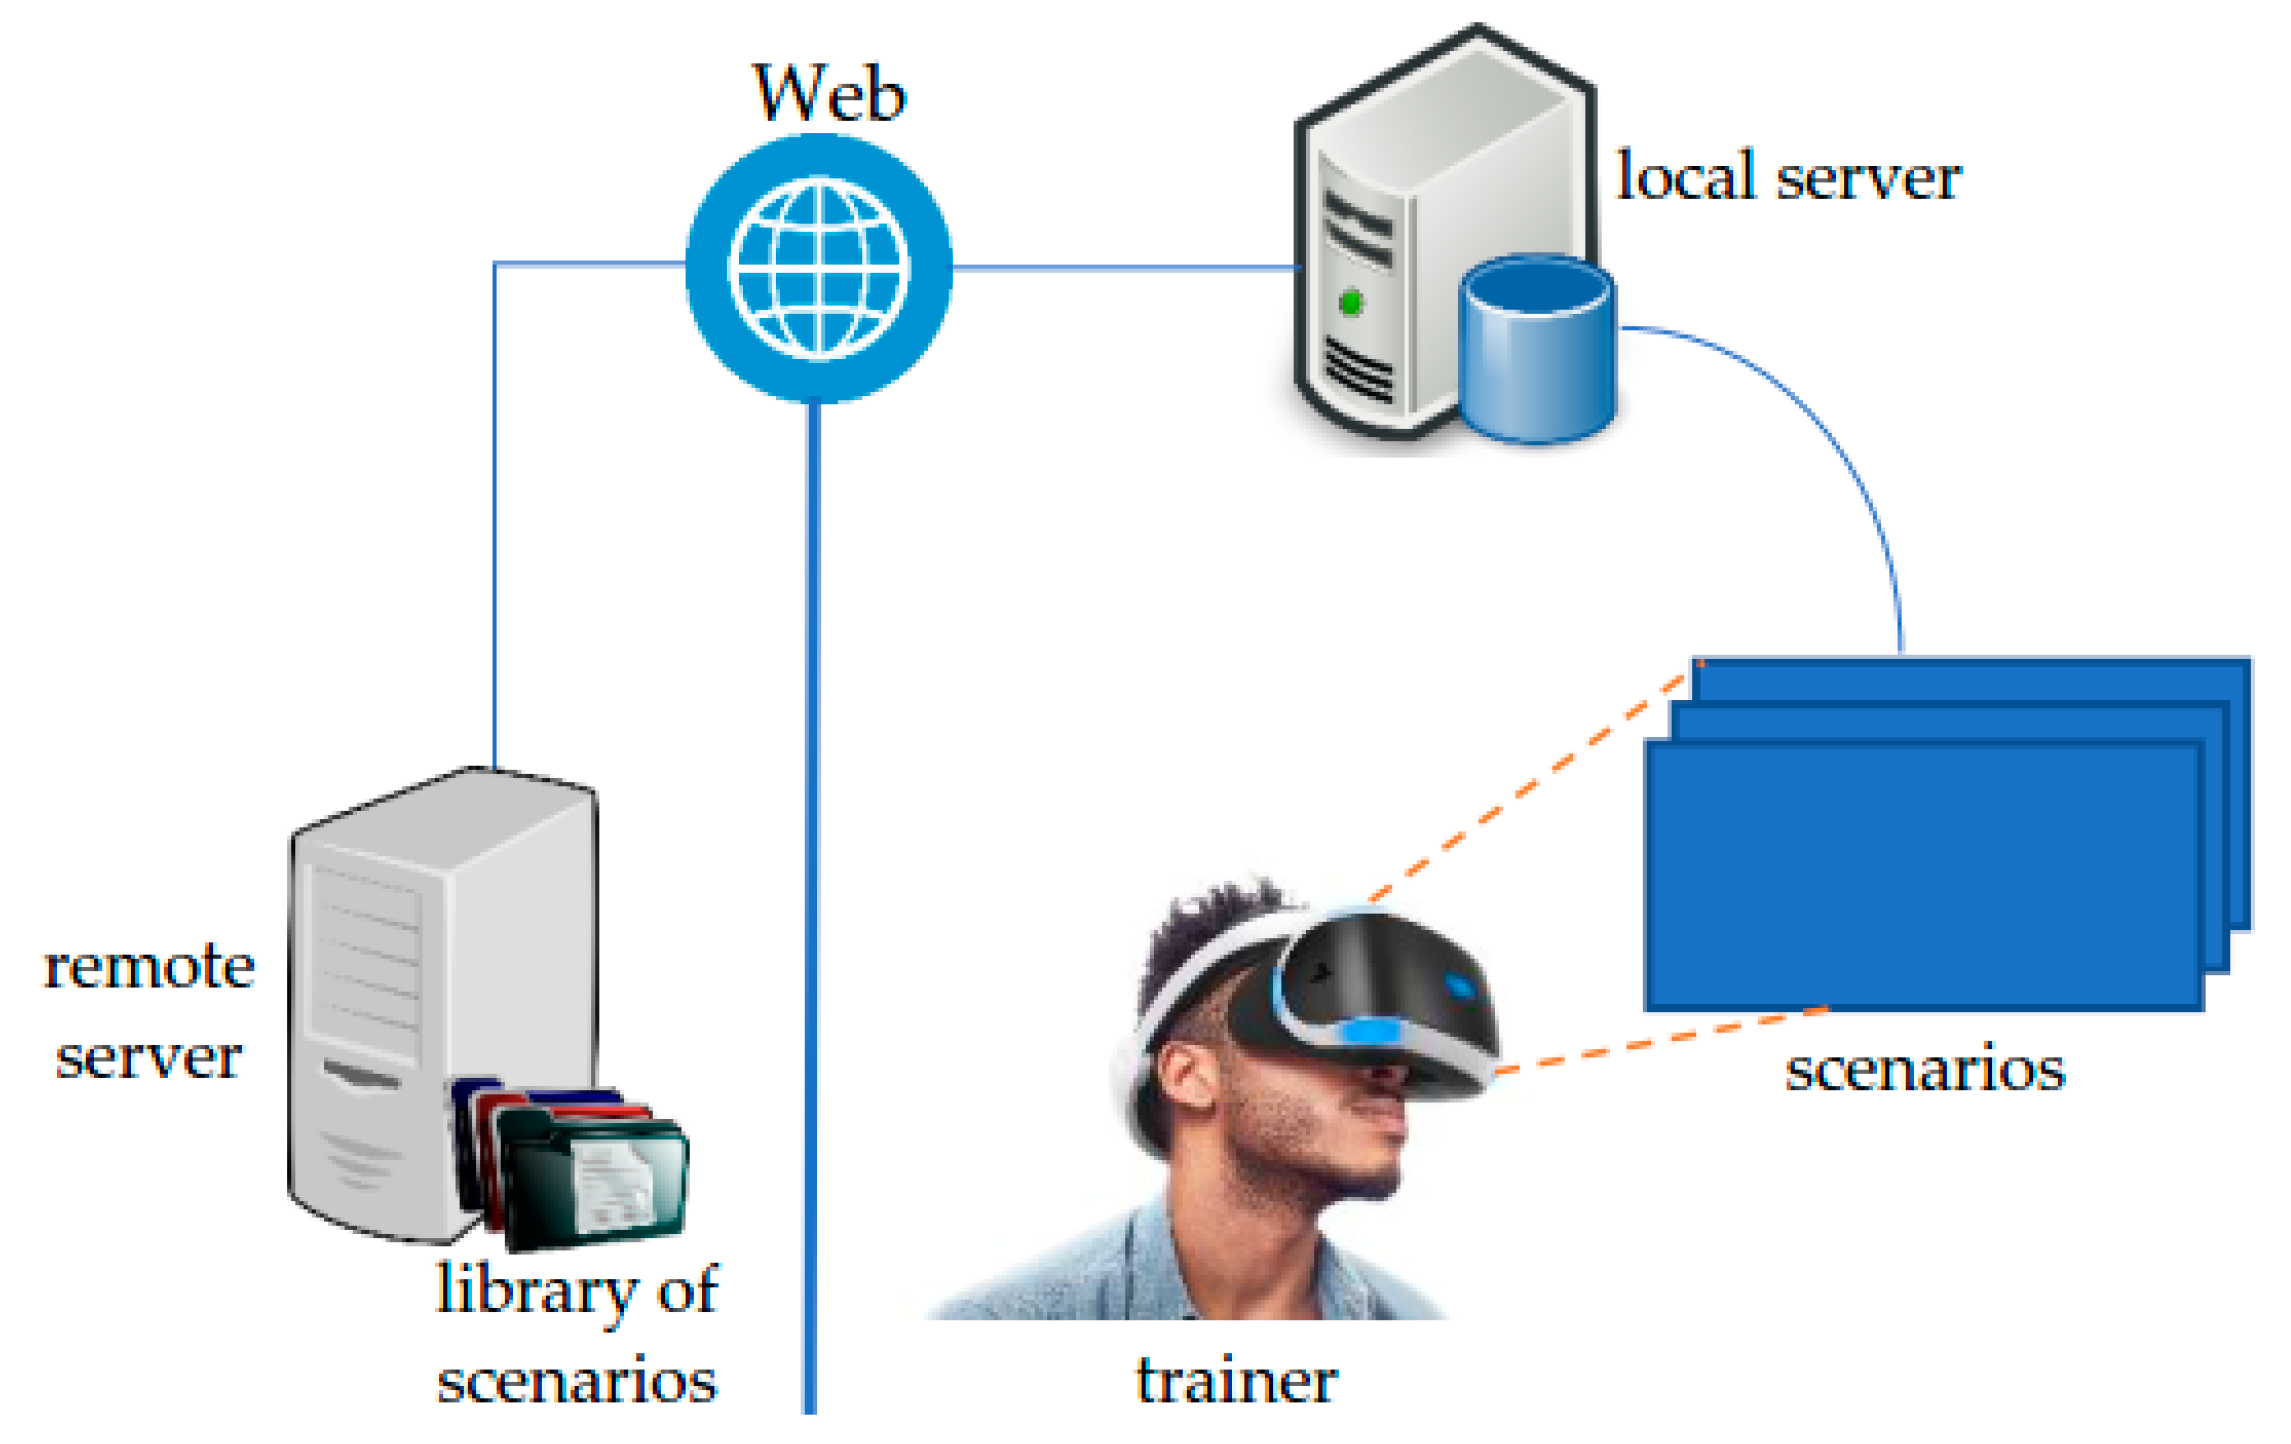 Web
local server
remote
server
scenarios
library of
scenarios
trainer